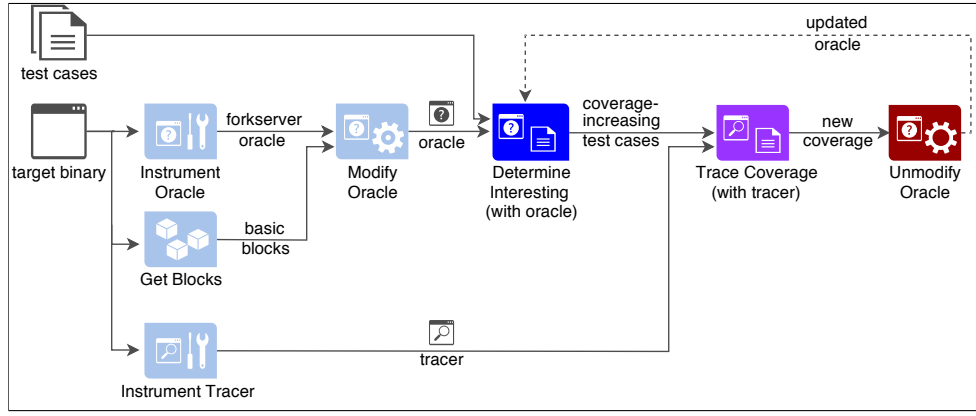 test cases
updated
oracle
target binary
forkserver
oracle
Instrument
Oracle
Modify
Oracle
oracle
Determine
Interesting
(with oracle)
coverage-
increasing
test cases
Trace Coverage
(with tracer)
new
coverage
Unmodify
Oracle
basic
blocks
Get Blocks
tracer
Instrument Tracer